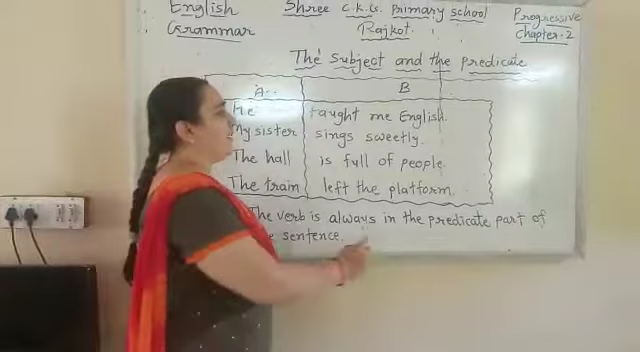 English Shree C.K.G. Primary School Progressive
Grammar Rajkot. Chapter-2
The Subject and the predicate
A B
He taught me English.
My sister sings sweetly.
The hall is full of people.
The train left the platform.
The verb is always in the predicate part of
sentence.